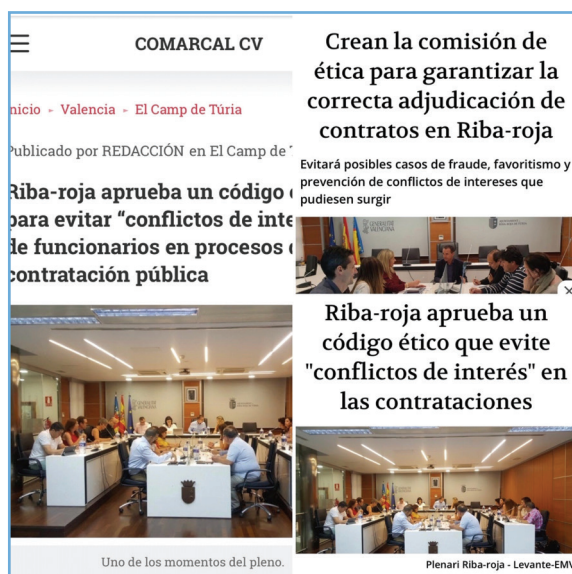 COMARCAL CV
nicio - Valencia - El Camp de Túria
Publicado por REDACCIÓN en El Camp de
Riba-roja aprueba un código
para evitar “conflictos de inte
de funcionarios en procesos
contratación pública
Uno de los momentos del pleno.
Crean la comisión de
ética para garantizar la
correcta adjudicación de
contratos en Riba-roja
Evitará posibles casos de fraude, favoritismo y
prevención de conflictos de intereses que
pudiesen surgir
GENERALITAT
VALENCIANA
Riba-roja aprueba un
código ético que evite
"conflictos de interés" en
las contrataciones
Plenari Riba-roja - Levante-EMV